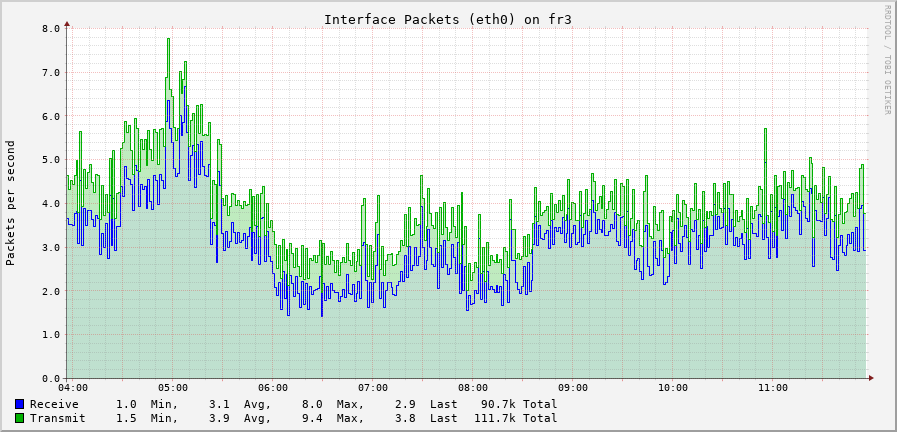 Interface Packets (eth0) on fr3
RRDTOOL / TOBI OETIKER
Packets per second
8.0
7.0
6.0
5.0
4.0
3.0
2.0
1.0
0.0
04:00 05:00 06:00 07:00 08:00 09:00 10:00 11:00
Receive 1.0 Min, 3.1 Avg, 8.0 Max, 2.9 Last 90.7k Total
Transmit 1.5 Min, 3.9 Avg, 9.4 Max, 3.8 Last 111.7k Total